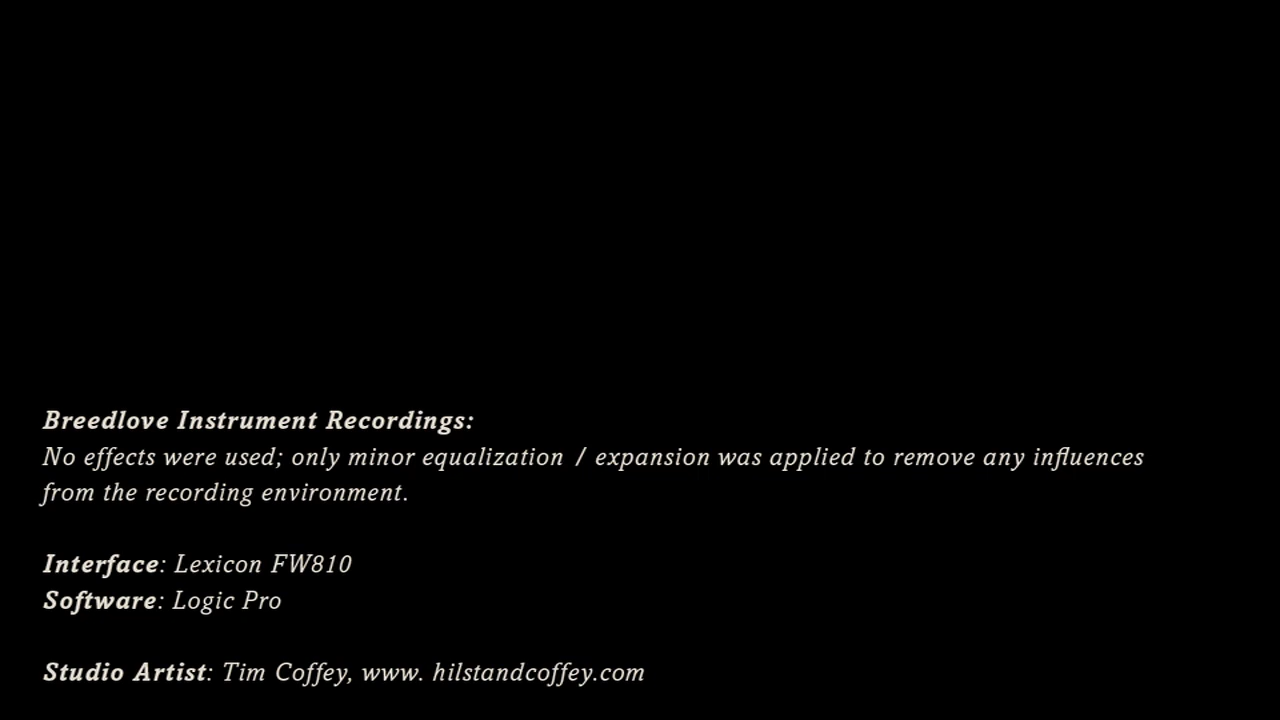 Breedlove Instrument Recordings:
No effects were used; only minor equalization / expansion was applied to remove any influences
from the recording environment.
Interface: Lexicon FW810
Software: Logic Pro
Studio Artist: Tim Coffey, www. hilstandcoffey.com